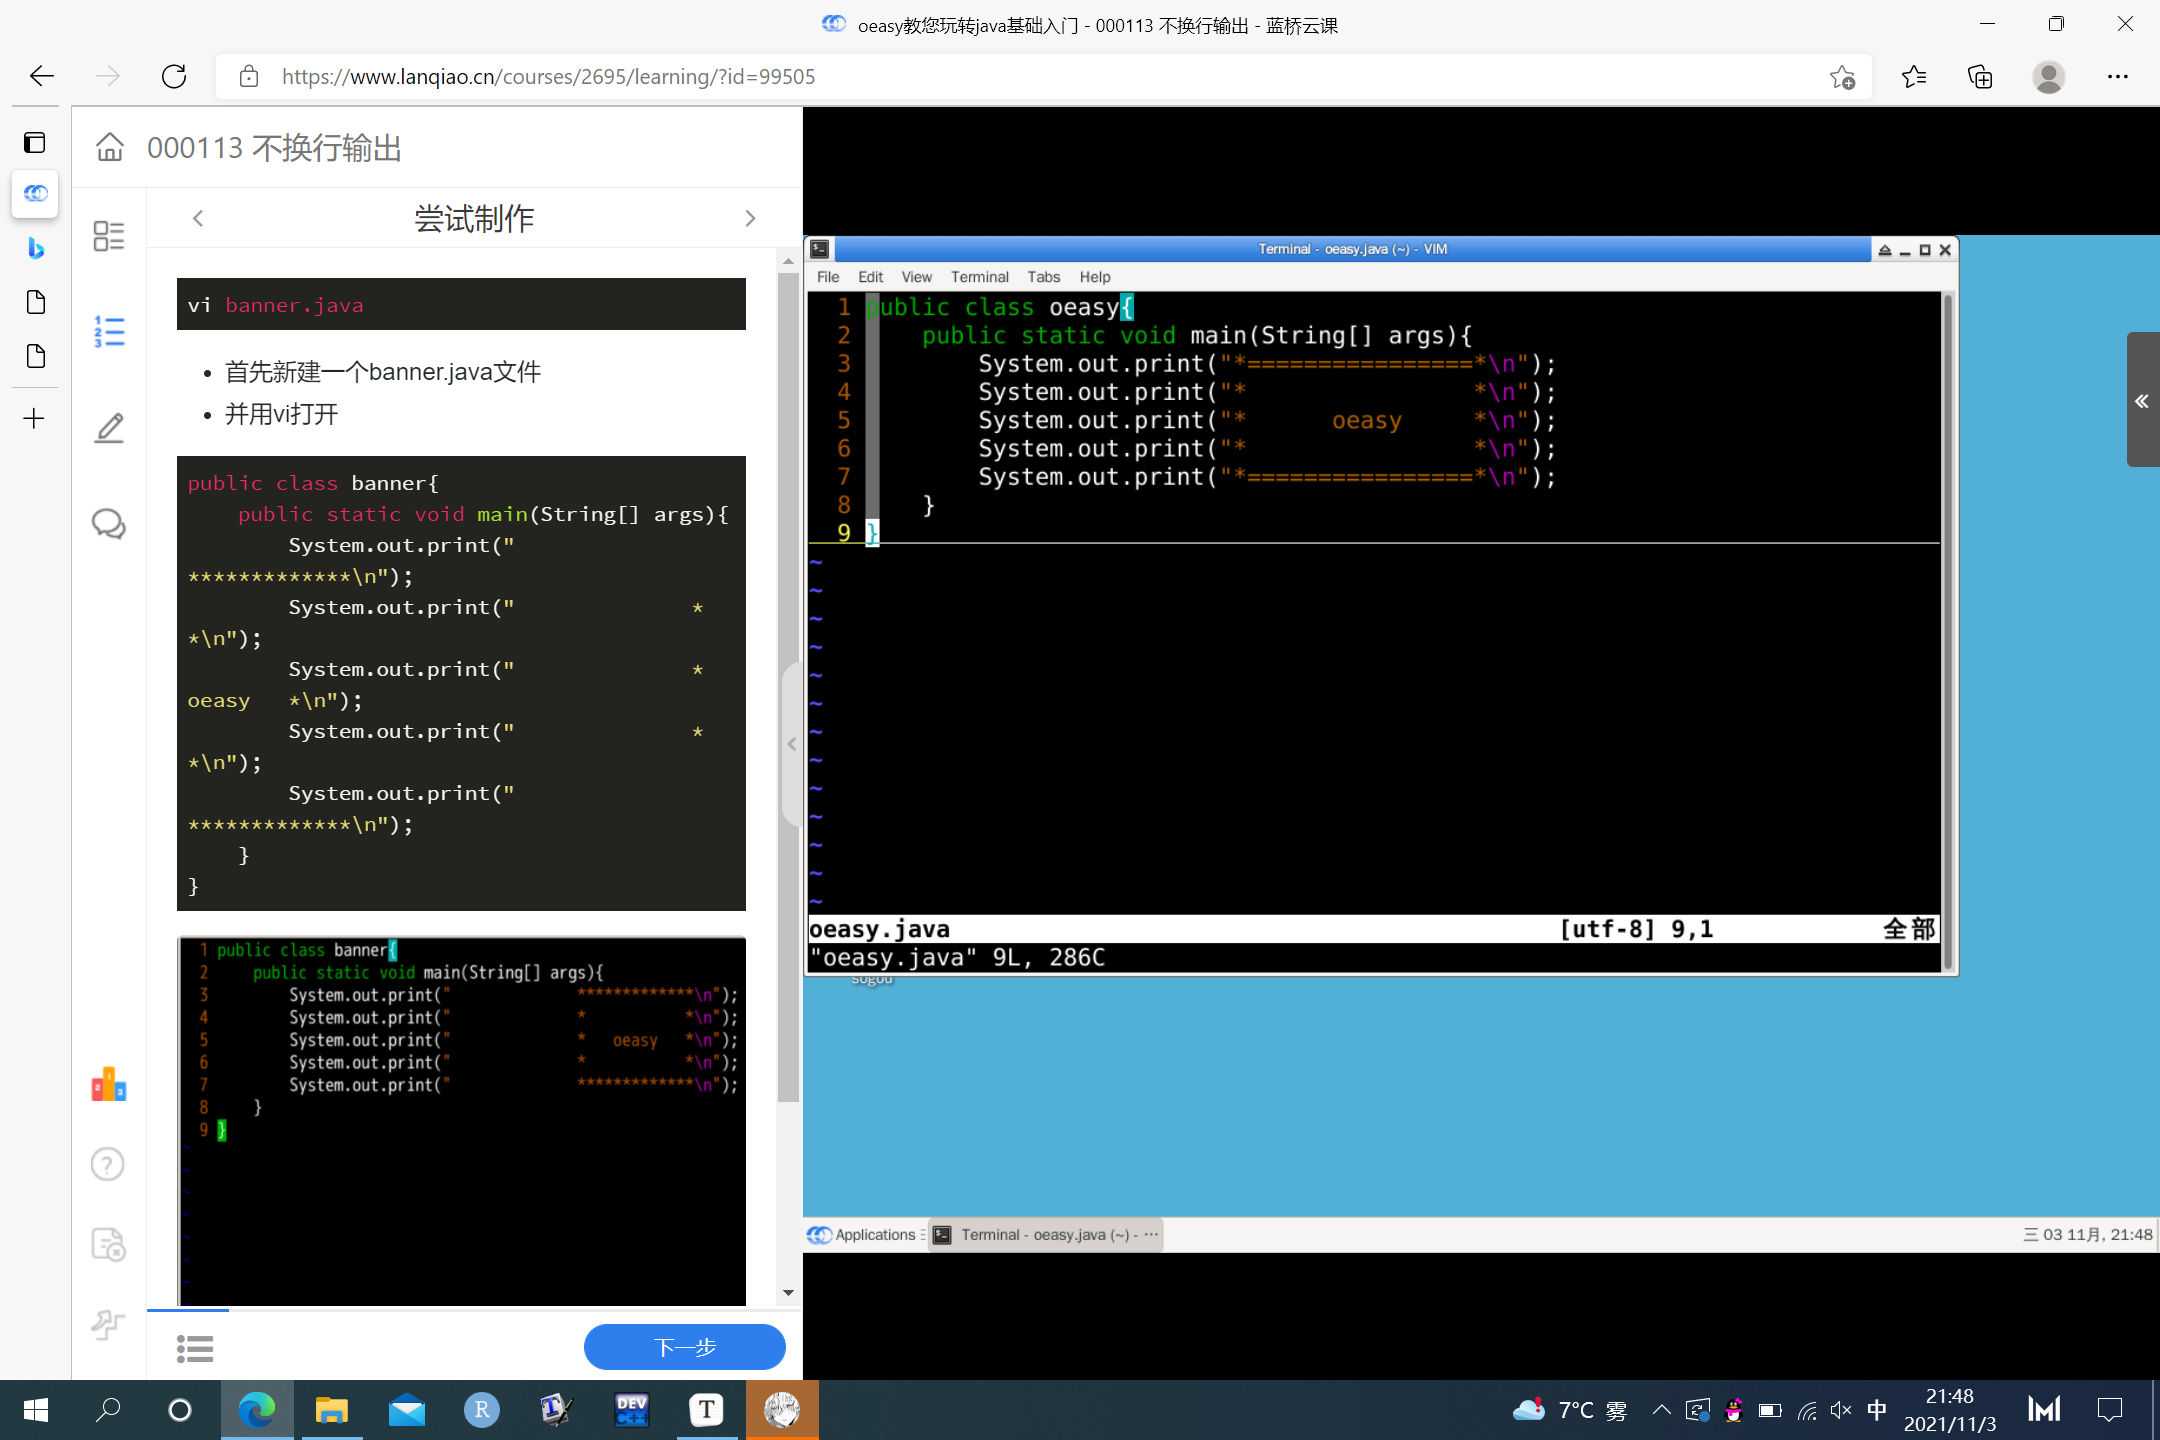 oeasy教您玩转java基础入门 - 000113 不换行输出 - 蓝桥云课
https://www.lanqiao.cn/courses/2695/learning/?id=99505
000113 不换行输出
尝试制作
vi banner.java
首先新建一个banner.java文件
并用vi打开
public class banner{
    public static void main(String[] args){
        System.out.print("
*************\n");
        System.out.print("              *
*\n");
        System.out.print("              *
oeasy   *\n");
        System.out.print("              *
*\n");
        System.out.print("
*************\n");
    }
}
1 public class banner{
2     public static void main(String[] args){
3         System.out.print("              *************\n");
4         System.out.print("              *           *\n");
5         System.out.print("              *   oeasy   *\n");
6         System.out.print("              *           *\n");
7         System.out.print("              *************\n");
8     }
9 }
下一步
Terminal - oeasy.java (~) - VIM
File Edit View Terminal Tabs Help
1 public class oeasy{
2     public static void main(String[] args){
3         System.out.print("*================*\n");
4         System.out.print("*                *\n");
5         System.out.print("*      oeasy     *\n");
6         System.out.print("*                *\n");
7         System.out.print("*================*\n");
8     }
9 }
~
~
~
~
~
~
~
~
~
~
~
~
~
oeasy.java [utf-8] 9,1 全部
"oeasy.java" 9L, 286C
sogou
Applications Terminal - oeasy.java (~) - ··· 三 03 11月, 21:48
7°C 雾 中 21:48
2021/11/3